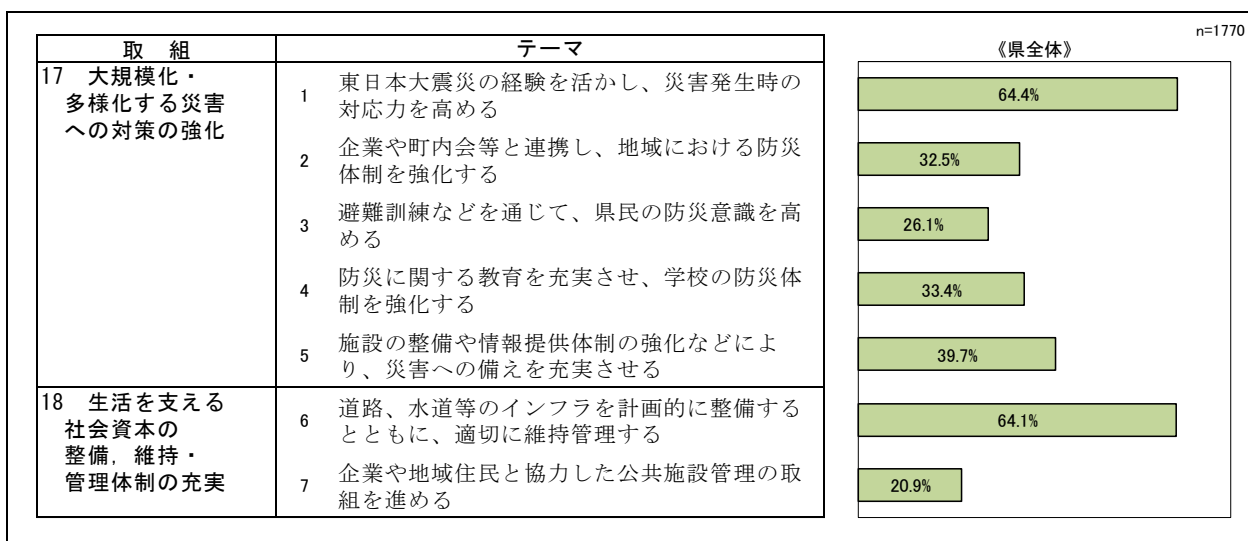 n=1770
取　組
テーマ
《県全体》
17　大規模化・
多様化する災害
への対策の強化
1　東日本大震災の経験を活かし、災害発生時の
対応力を高める
64.4%
2　企業や町内会等と連携し、地域における防災
体制を強化する
32.5%
3　避難訓練などを通じて、県民の防災意識を高
める
26.1%
4　防災に関する教育を充実させ、学校の防災体
制を強化する
33.4%
5　施設の整備や情報提供体制の強化などによ
り、災害への備えを充実させる
39.7%
18　生活を支える
社会資本の
整備，維持・
管理体制の充実
6　道路、水道等のインフラを計画的に整備する
とともに、適切に維持管理する
64.1%
7　企業や地域住民と協力した公共施設管理の取
組を進める
20.9%